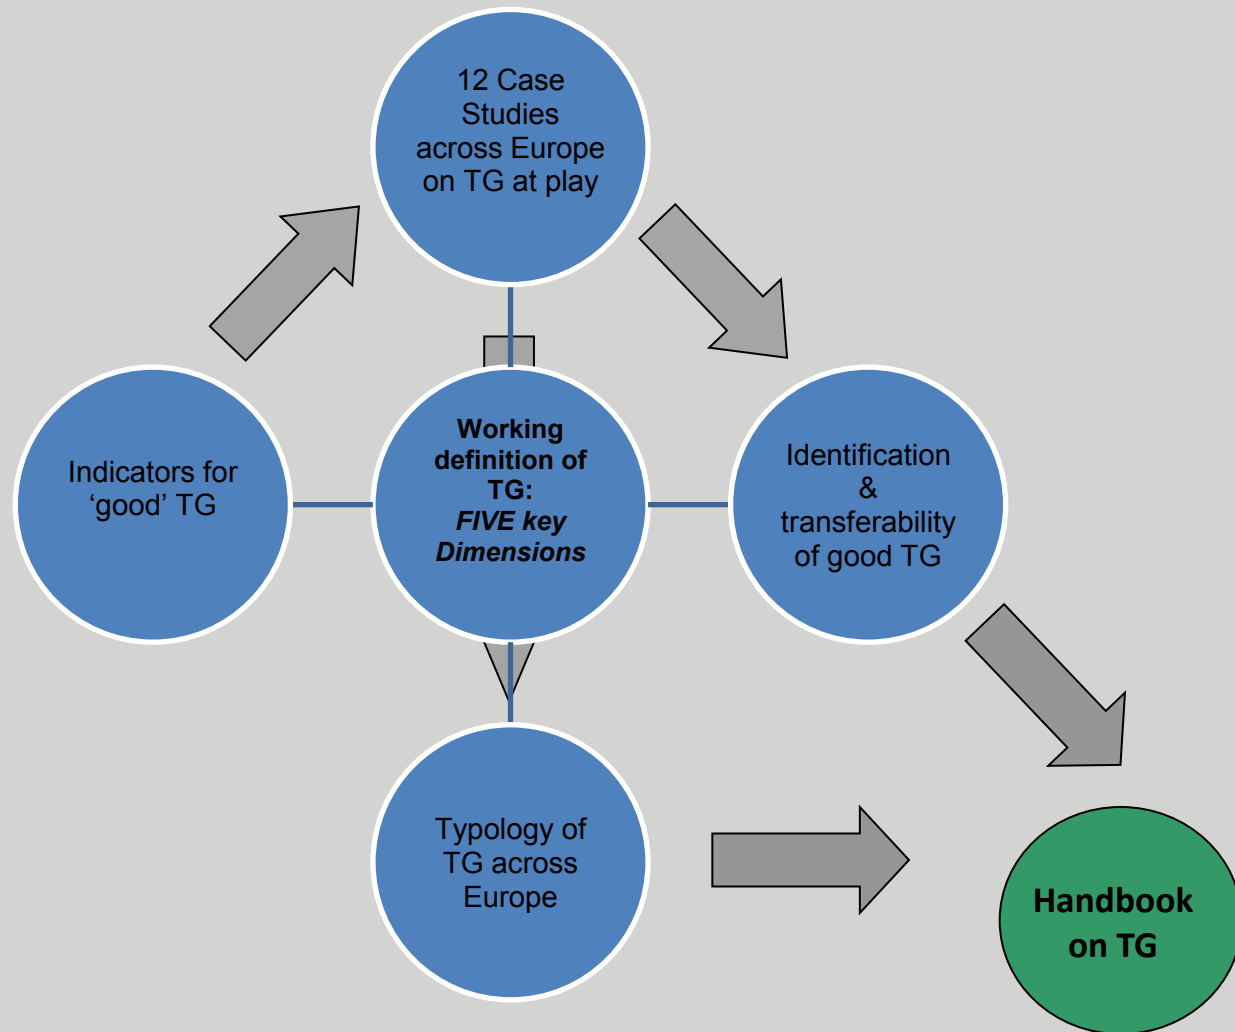 12 Case
Studies
across Europe
on TG at play
Indicators for
‘good’ TG
Working
definition of
TG:
FIVE key
Dimensions
Identification
&
transferability
of good TG
Typology of
TG across
Europe
Handbook
on TG